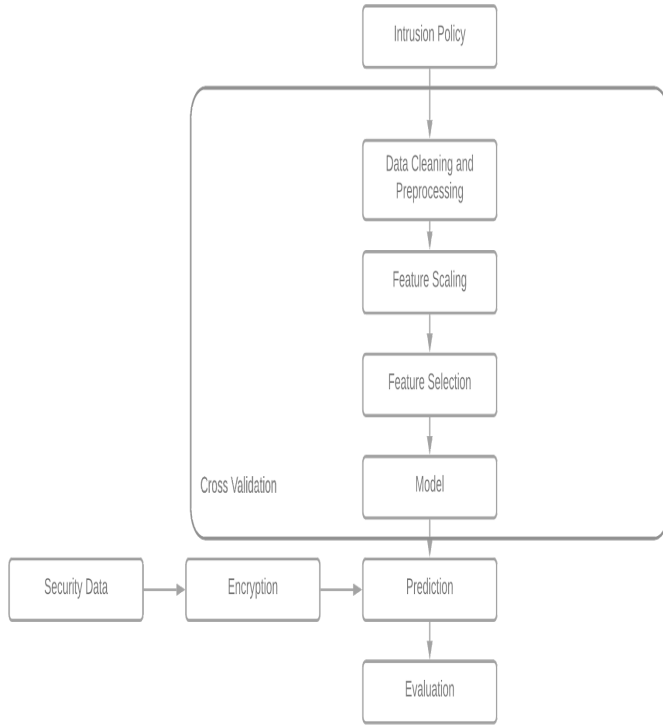 Intrusion Policy
Data Cleaning and
Preprocessing
Feature Scaling
Feature Selection
Cross Validation
Model
Security Data
Encryption
Prediction
Evaluation